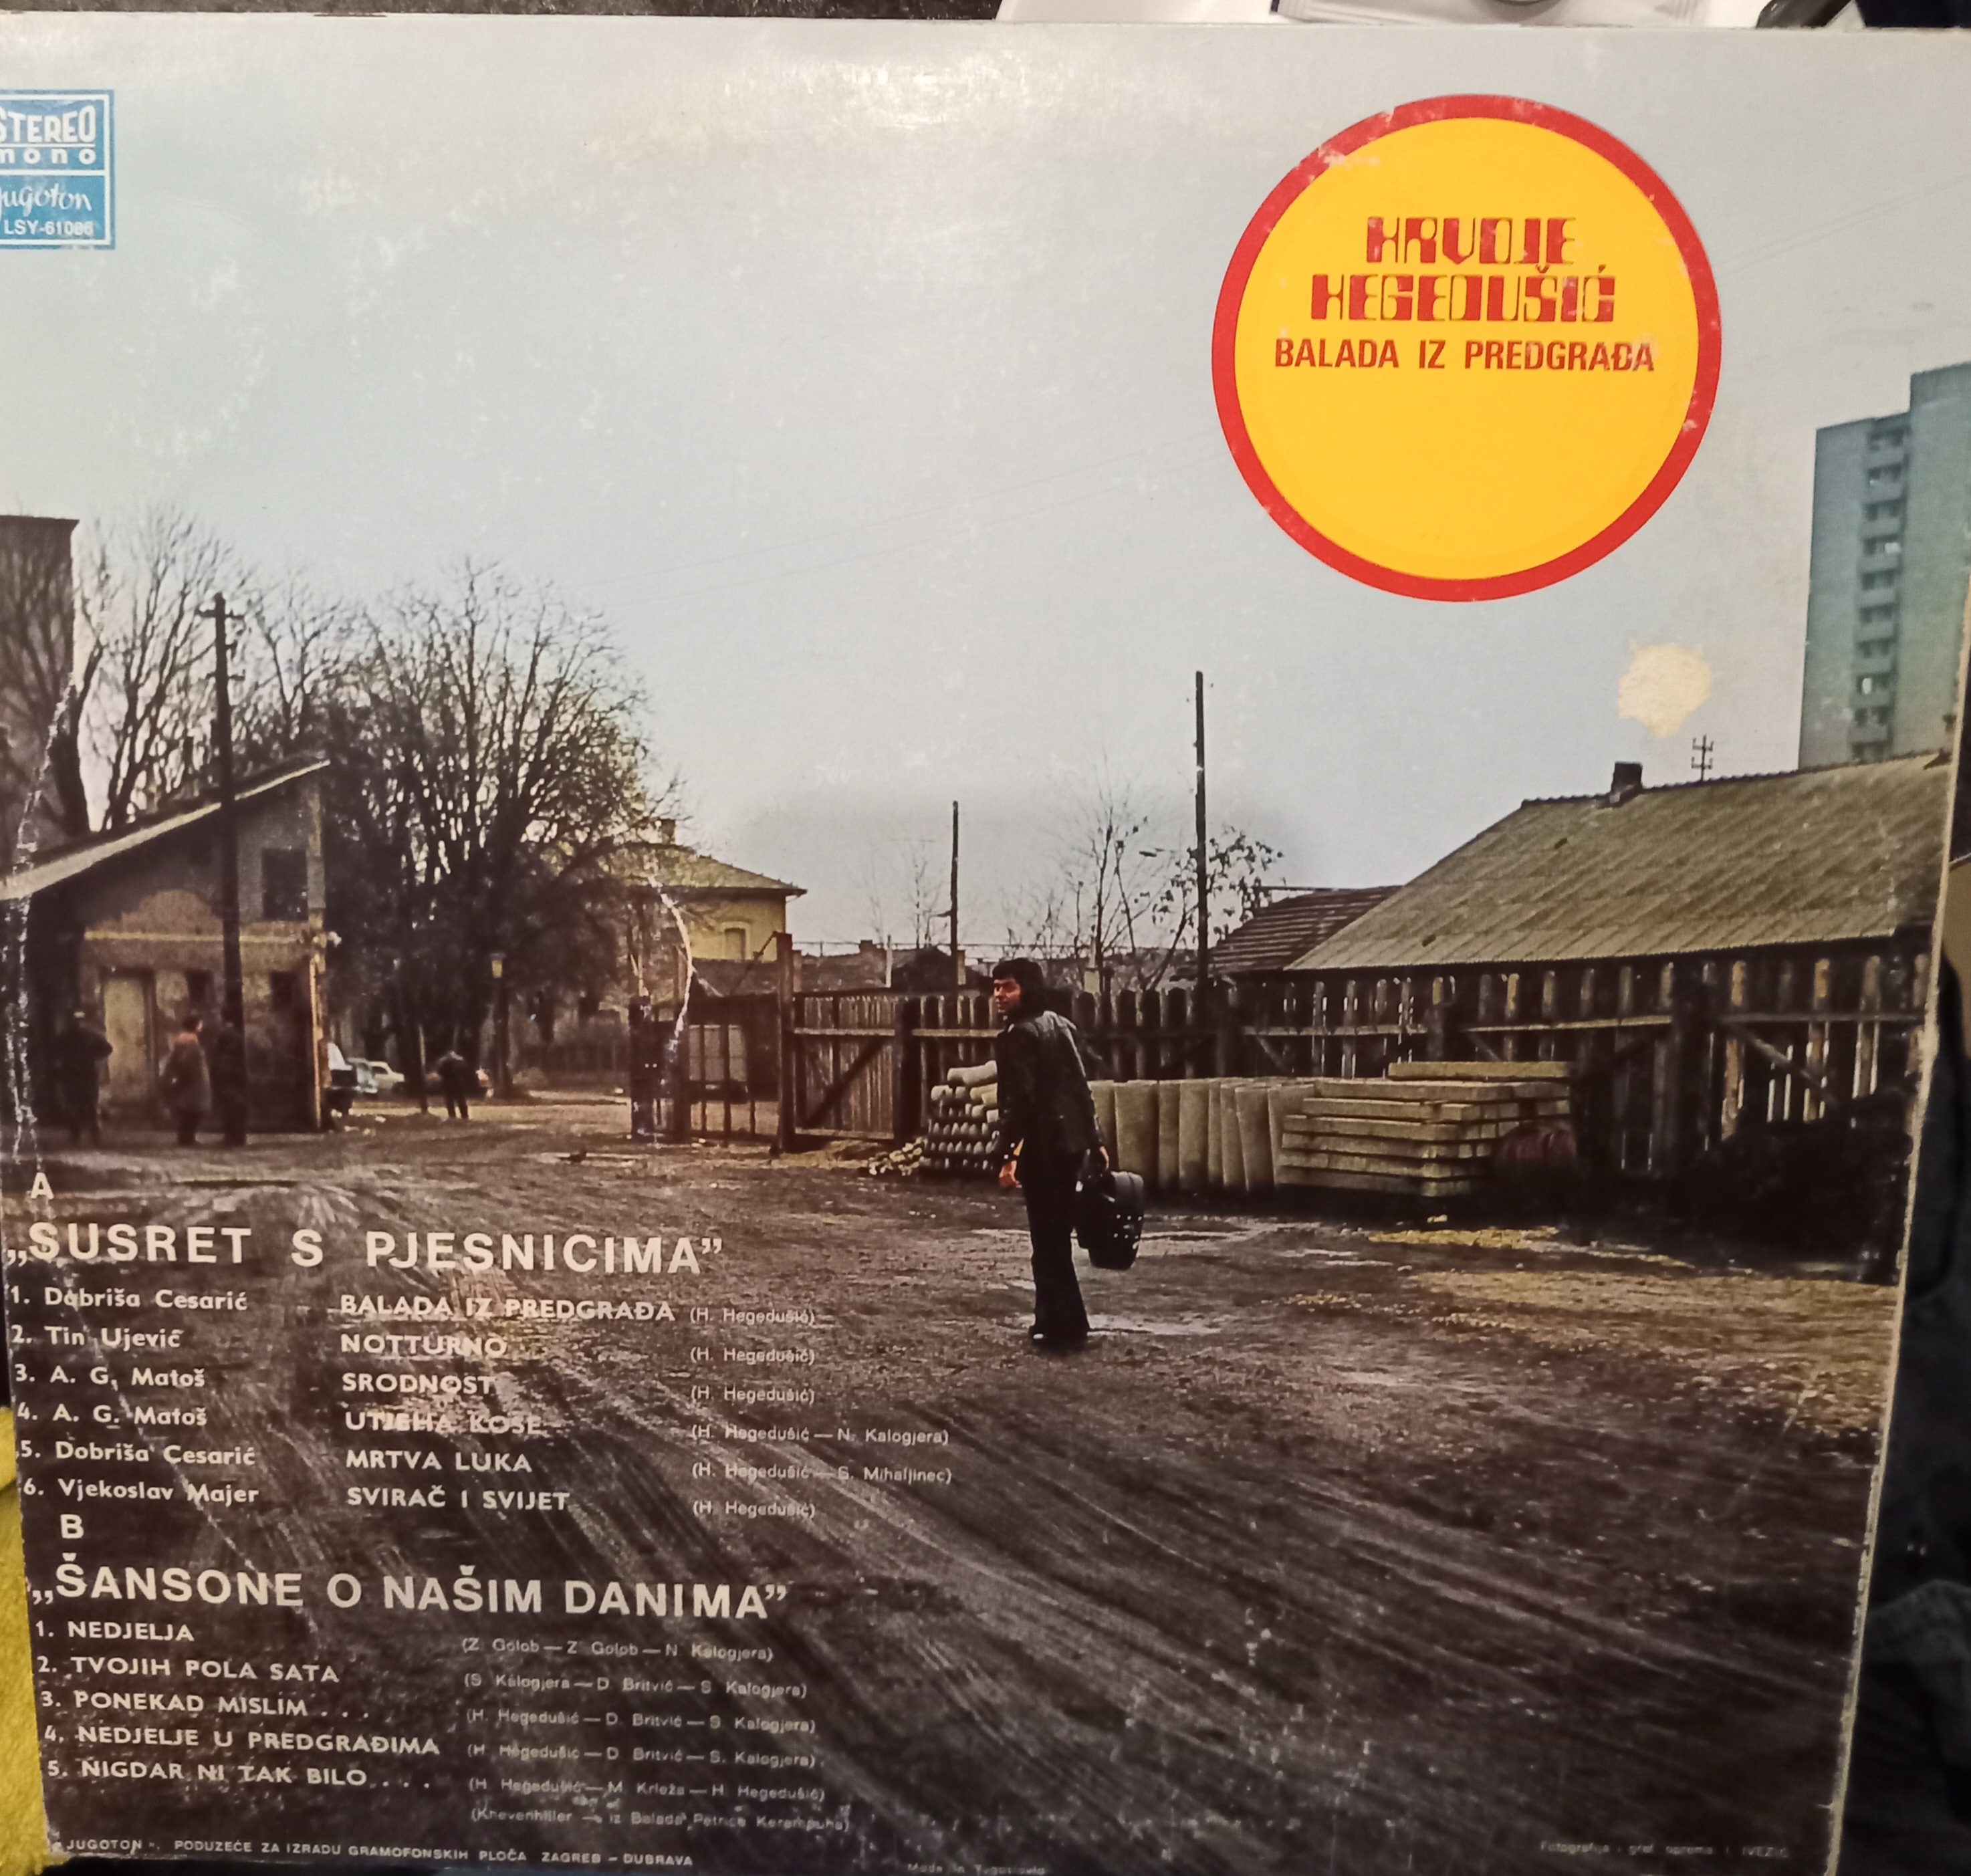 STEREO
mono
jugoton
LSY-61086
HRVOJE
HEGEDUŠIĆ
BALADA IZ PREDGRAĐA
A
„SUSRET S PJESNICIMA”
1. Dobriša Cesarić BALADA IZ PREDGRAĐA (H. Hegedušić)
2. Tin Ujević NOTTURNO (H. Hegedušić)
3. A. G. Matoš SRODNOST (H. Hegedušić)
4. A. G. Matoš UTJEHA KOSE (H. Hegedušić — N. Kalogjera)
5. Dobriša Cesarić MRTVA LUKA (H. Hegedušić — S. Mihaljinec)
6. Vjekoslav Majer SVIRAČ I SVIJET (H. Hegedušić)
B
„ŠANSONE O NAŠIM DANIMA”
1. NEDJELJA (Z. Golob — Z. Golob — N. Kalogjera)
2. TVOJIH POLA SATA (S. Kalogjera — D. Britvić — S. Kalogjera)
3. PONEKAD MISLIM . . . (H. Hegedušić — D. Britvić — S. Kalogjera)
4. NEDJELJE U PREDGRAĐIMA (H. Hegedušić — D. Britvić — S. Kalogjera)
5. NIGDAR NI TAK BILO . . . . (H. Hegedušić — M. Krleža — H. Hegedušić)
(Khevenhiller — iz Balada Petrice Kerempuha)
„JUGOTON”. PODUZEĆE ZA IZRADU GRAMOFONSKIH PLOČA ZAGREB – DUBRAVA
Made in Yugoslavia
Fotografija i graf. oprema I. IVEZIĆ